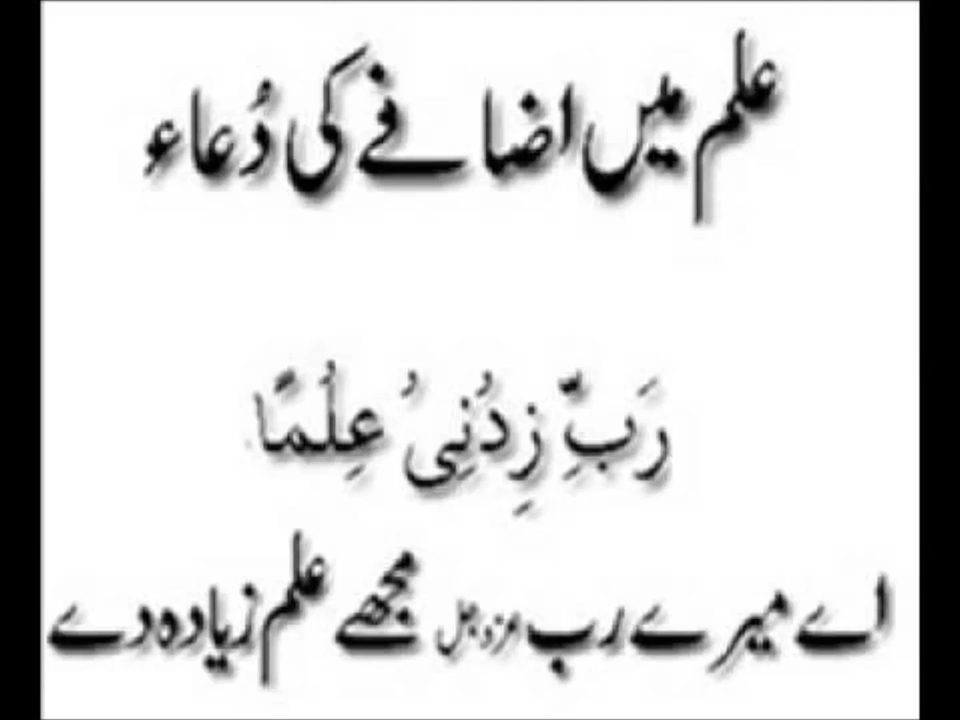 علم میں اضافے کی دُعاء
رَبِّ زِدْنِیْ عِلْمًا
اے میرے رب عزوجل مجھے علم زیادہ دے